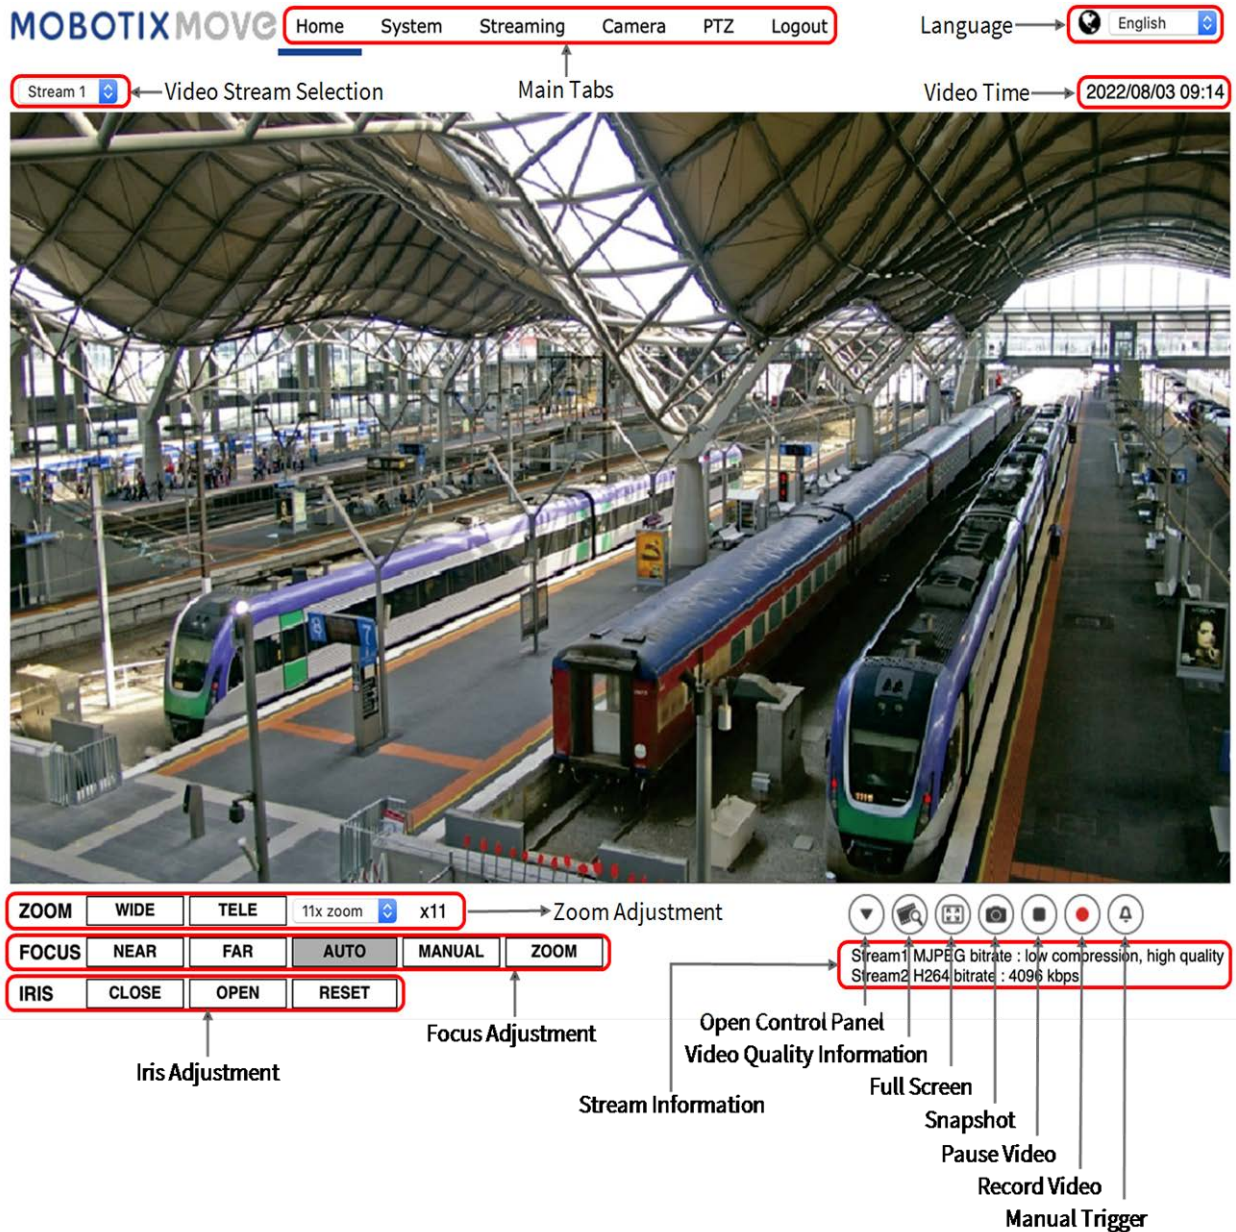 MOBOTIX MOVE Home System Streaming Camera PTZ Logout Language English
Stream 1 Video Stream Selection Main Tabs Video Time 2022/08/03 09:14
8 7
1115
ZOOM WIDE TELE 11x zoom x11 Zoom Adjustment
FOCUS NEAR FAR AUTO MANUAL ZOOM
Stream1 MJPEG bitrate : low compression, high quality
Stream2 H264 bitrate : 4096 kbps
IRIS CLOSE OPEN RESET
Open Control Panel
Focus Adjustment
Video Quality Information
Iris Adjustment
Full Screen
Stream Information
Snapshot
Pause Video
Record Video
Manual Trigger